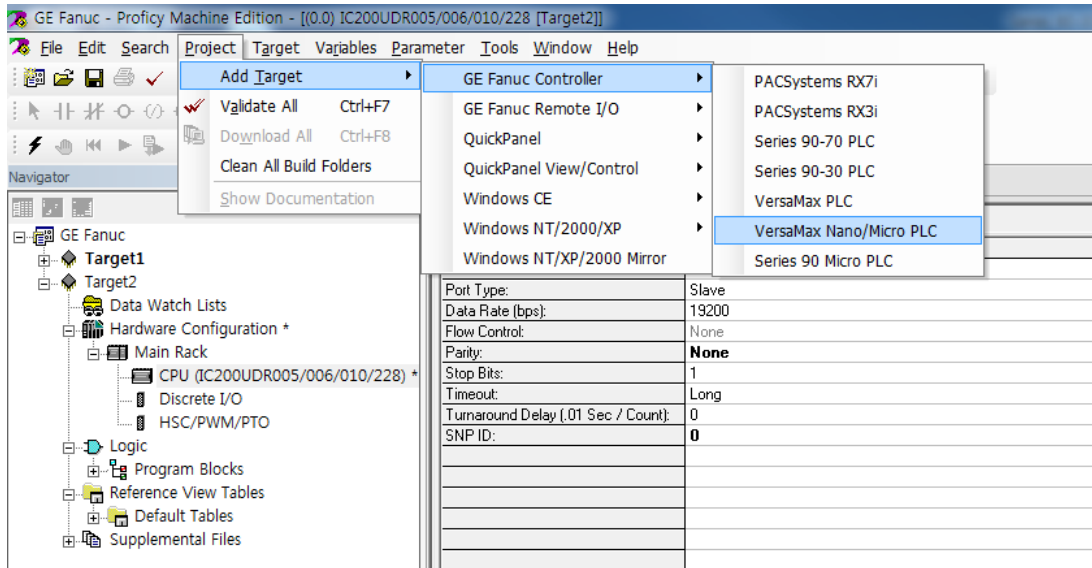 GE Fanuc - Proficy Machine Edition - [(0.0) IC200UDR005/006/010/228 [Target2]]
File Edit Search Project Target Variables Parameter Tools Window Help
Add Target
Validate All Ctrl+F7
Download All Ctrl+F8
Clean All Build Folders
Show Documentation
GE Fanuc Controller
GE Fanuc Remote I/O
QuickPanel
QuickPanel View/Control
Windows CE
Windows NT/2000/XP
Windows NT/XP/2000 Mirror
PACSystems RX7i
PACSystems RX3i
Series 90-70 PLC
Series 90-30 PLC
VersaMax PLC
VersaMax Nano/Micro PLC
Series 90 Micro PLC
Navigator
GE Fanuc
Target1
Target2
Data Watch Lists
Hardware Configuration *
Main Rack
CPU (IC200UDR005/006/010/228) *
Discrete I/O
HSC/PWM/PTO
Logic
Program Blocks
Reference View Tables
Default Tables
Supplemental Files
Port Type: Slave
Data Rate (bps): 19200
Flow Control: None
Parity: None
Stop Bits: 1
Timeout: Long
Turnaround Delay (.01 Sec / Count): 0
SNP ID: 0